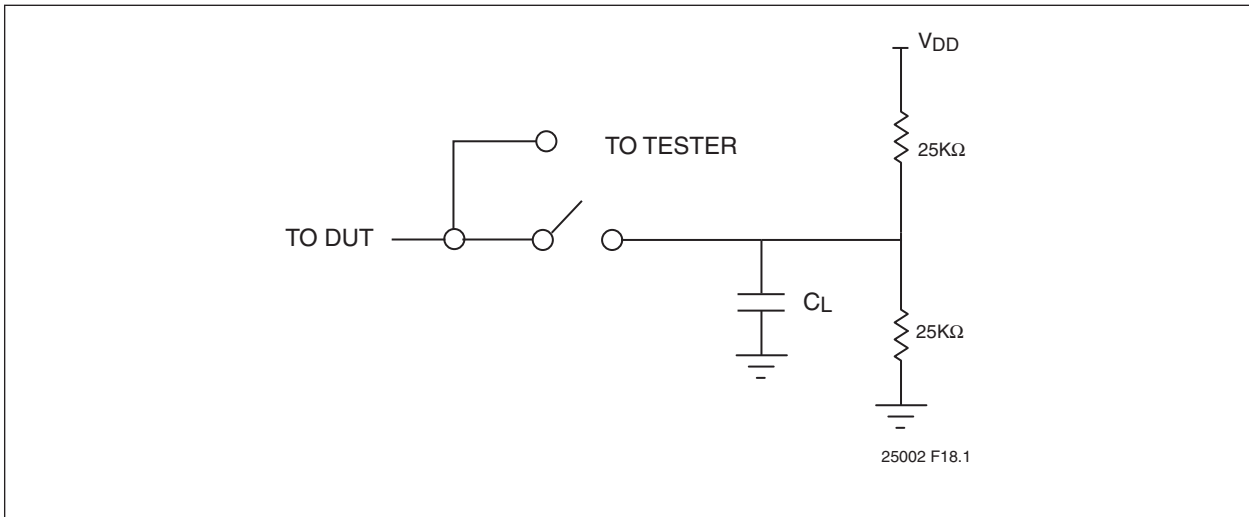 VDD
25KΩ
TO TESTER
TO DUT
CL
25KΩ
25002 F18.1